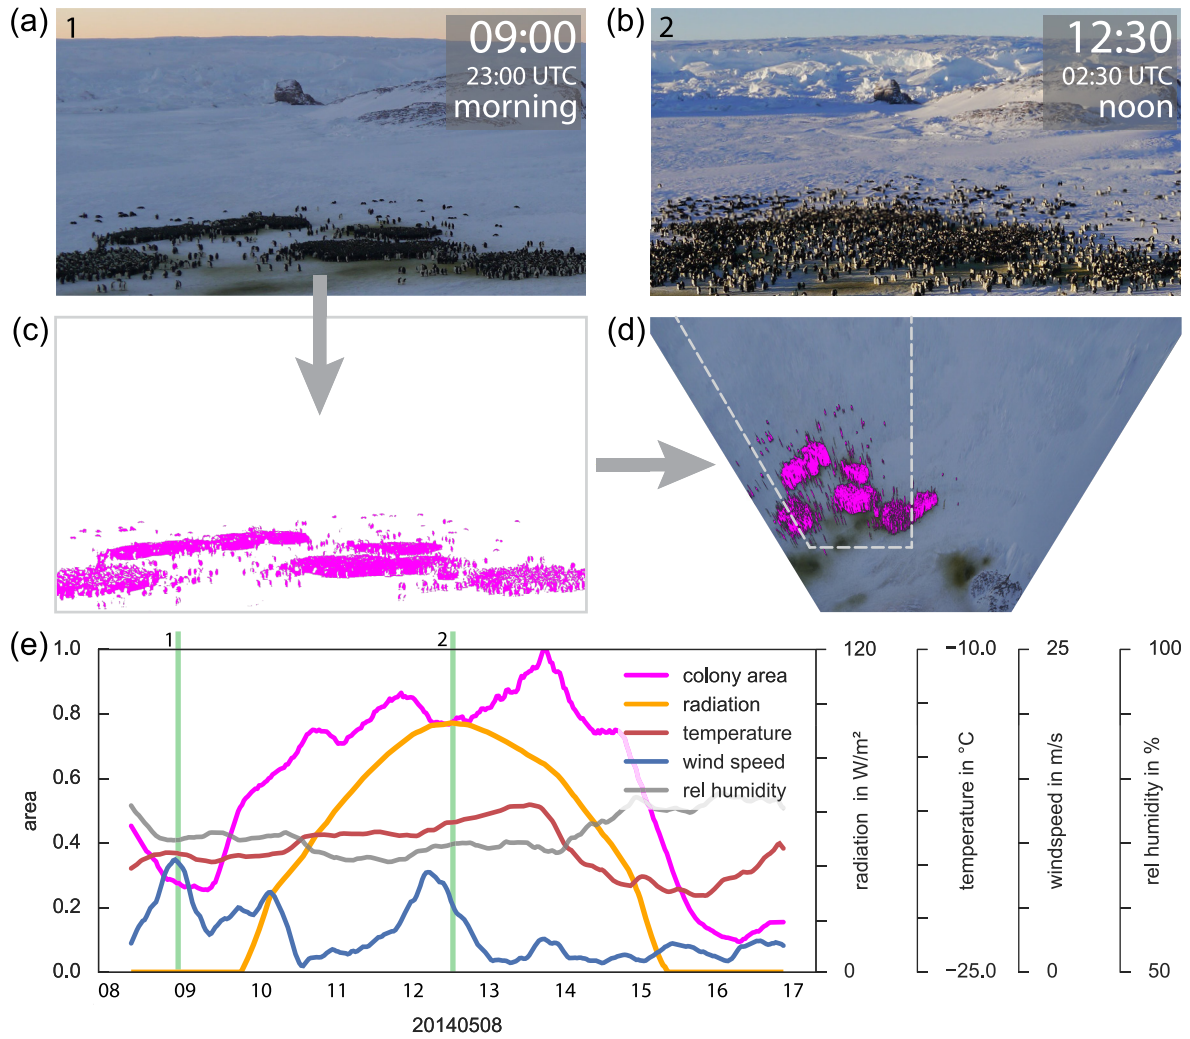 (a)
1
09:00
23:00 UTC
morning
(b)
2
12:30
02:30 UTC
noon
(c)
(d)
(e)
1
2
1.0
0.8
0.6
0.4
0.2
0.0
area
colony area
radiation
temperature
wind speed
rel humidity
08 09 10 11 12 13 14 15 16 17
20140508
120
0
radiation in W/m²
−10.0
−25.0
temperature in °C
25
0
windspeed in m/s
100
50
rel humidity in %